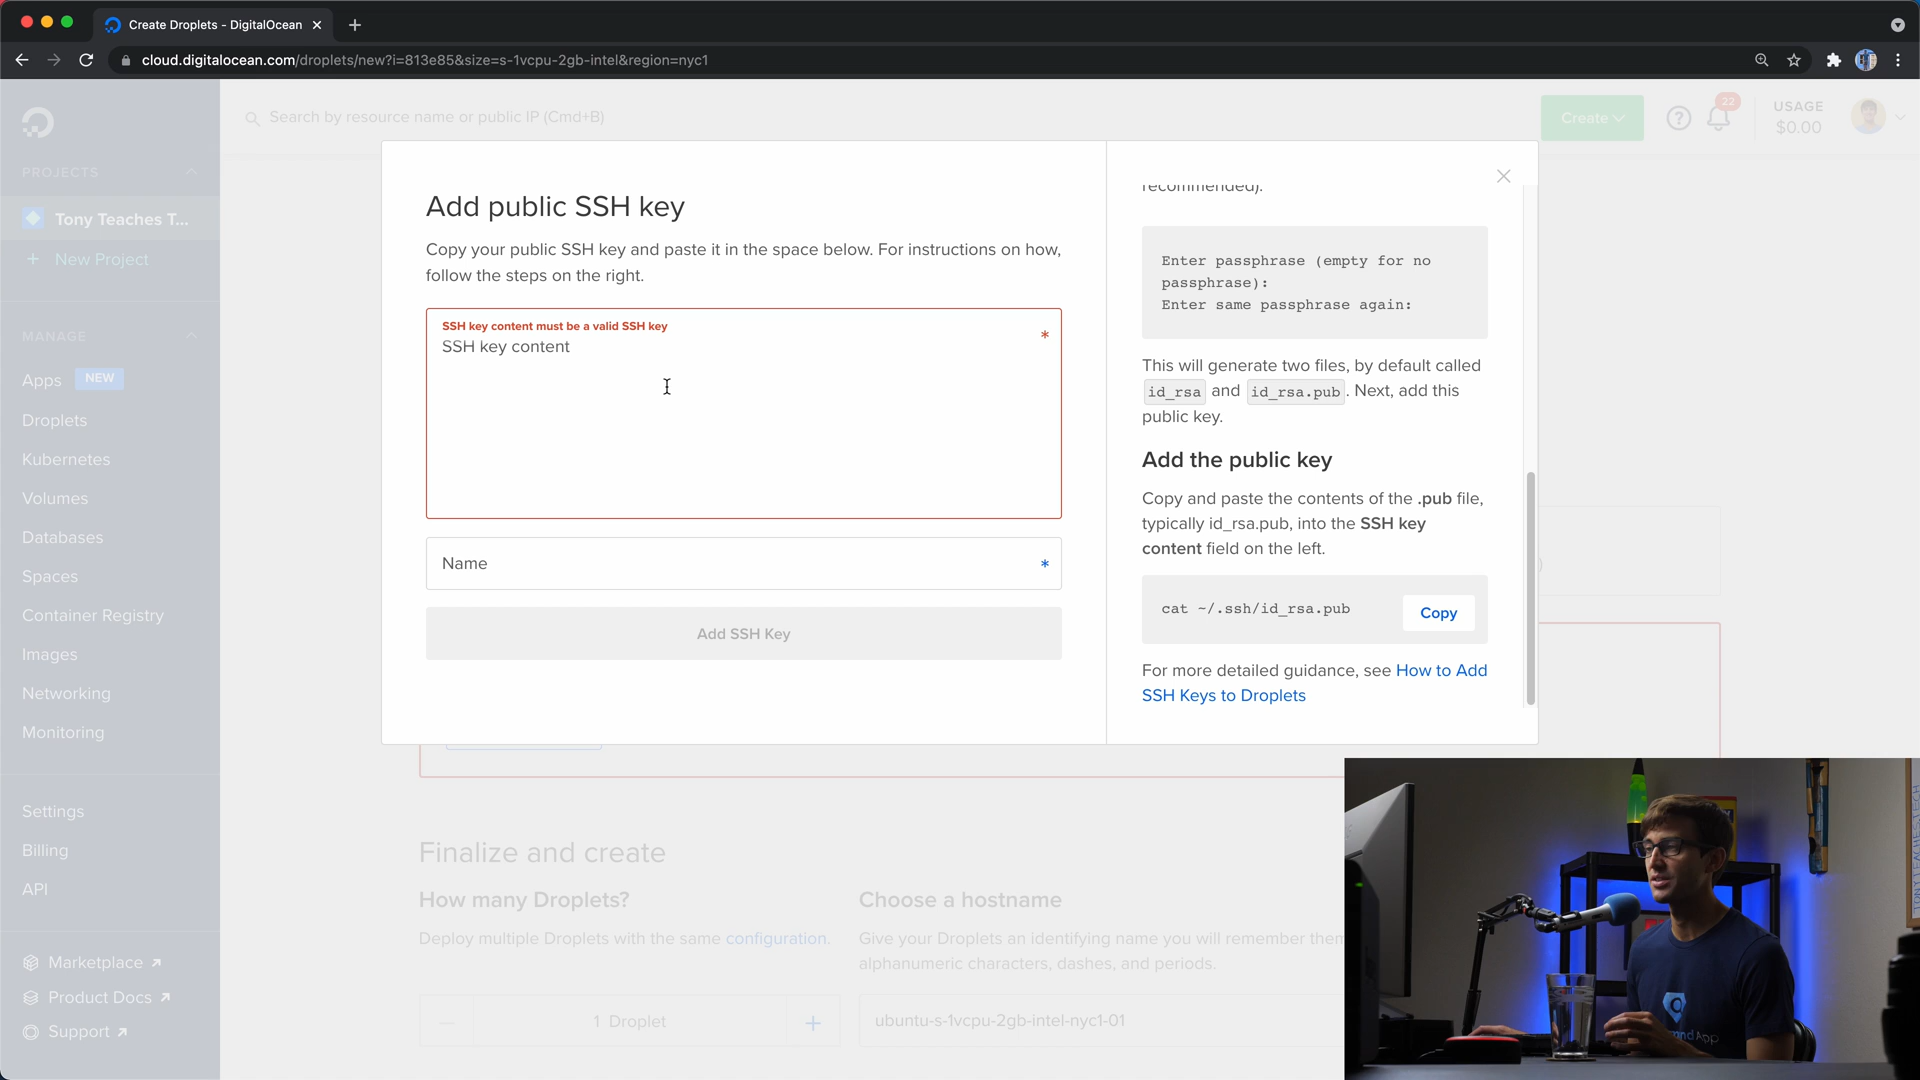 Create Droplets - DigitalOcean
cloud.digitalocean.com/droplets/new?i=813e85&size=s-1vcpu-2gb-intel&region=nyc1
Search by resource name or public IP (Cmd+B)
Create
22
USAGE
$0.00
PROJECTS
Tony Teaches T...
+ New Project
MANAGE
Apps NEW
Droplets
Kubernetes
Volumes
Databases
Spaces
Container Registry
Images
Networking
Monitoring
Settings
Billing
API
Marketplace
Product Docs
Support
Add public SSH key
Copy your public SSH key and paste it in the space below. For instructions on how,
follow the steps on the right.
SSH key content must be a valid SSH key
SSH key content
*
Name *
Add SSH Key
recommended).
Enter passphrase (empty for no
passphrase):
Enter same passphrase again:
This will generate two files, by default called
id_rsa and id_rsa.pub. Next, add this
public key.
Add the public key
Copy and paste the contents of the .pub file,
typically id_rsa.pub, into the SSH key
content field on the left.
cat ~/.ssh/id_rsa.pub
Copy
For more detailed guidance, see How to Add
SSH Keys to Droplets
Finalize and create
How many Droplets?
Deploy multiple Droplets with the same configuration.
1 Droplet
Choose a hostname
Give your Droplets an identifying name you will remember them
alphanumeric characters, dashes, and periods.
ubuntu-s-1vcpu-2gb-intel-nyc1-01